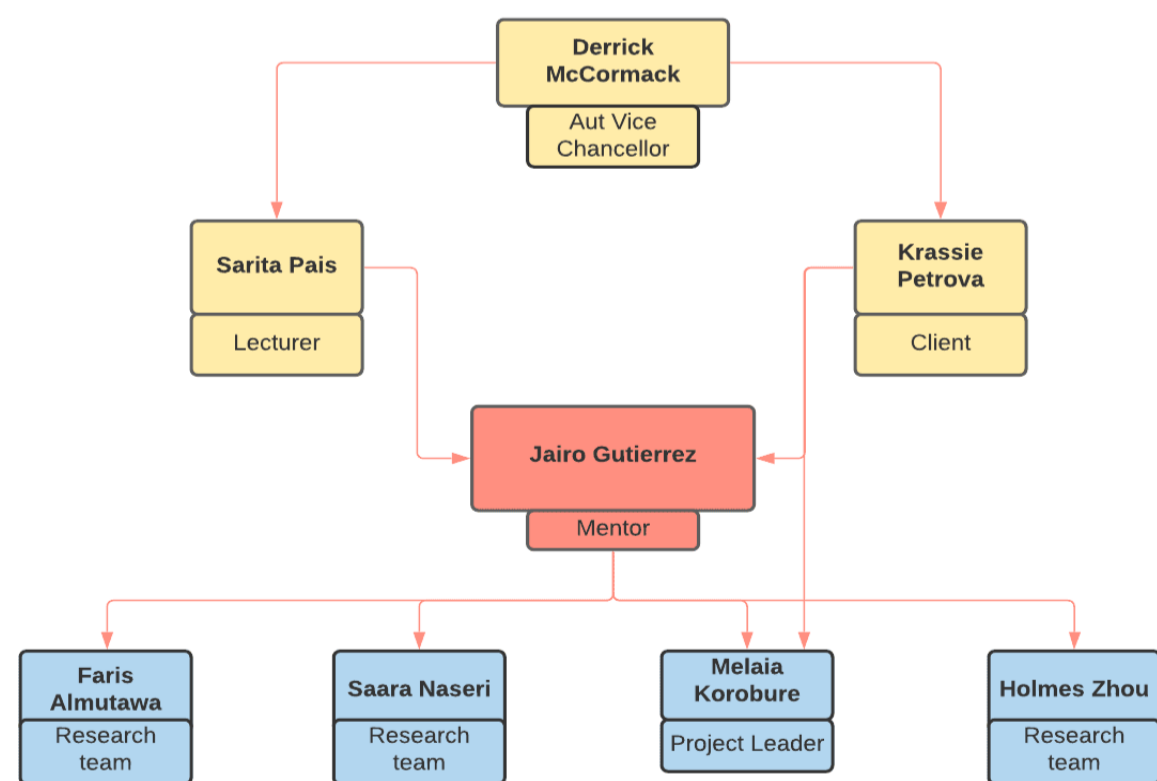 Derrick
McCormack
Aut Vice
Chancellor
Sarita Pais
Lecturer
Krassie
Petrova
Client
Jairo Gutierrez
Mentor
Faris
Almutawa
Research
team
Saara Naseri
Research
team
Melaia
Korobure
Project Leader
Holmes Zhou
Research
team